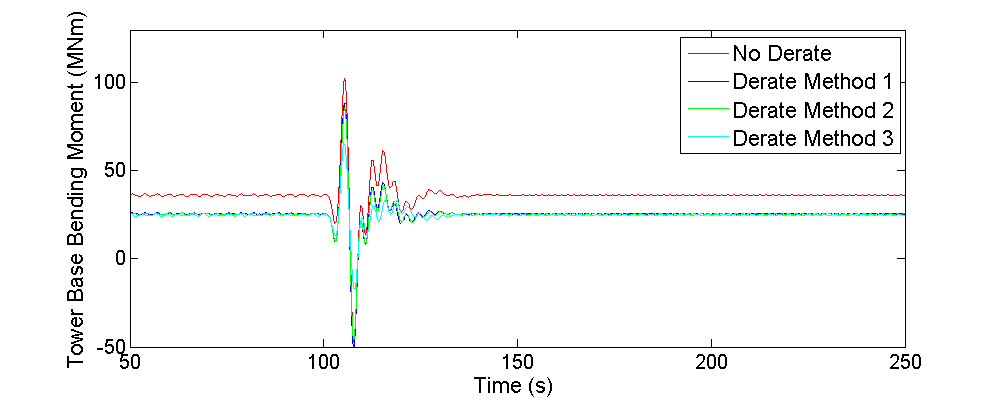 Tower Base Bending Moment (MNm)
100
50
0
-50
50
100
150
200
250
Time (s)
No Derate
Derate Method 1
Derate Method 2
Derate Method 3